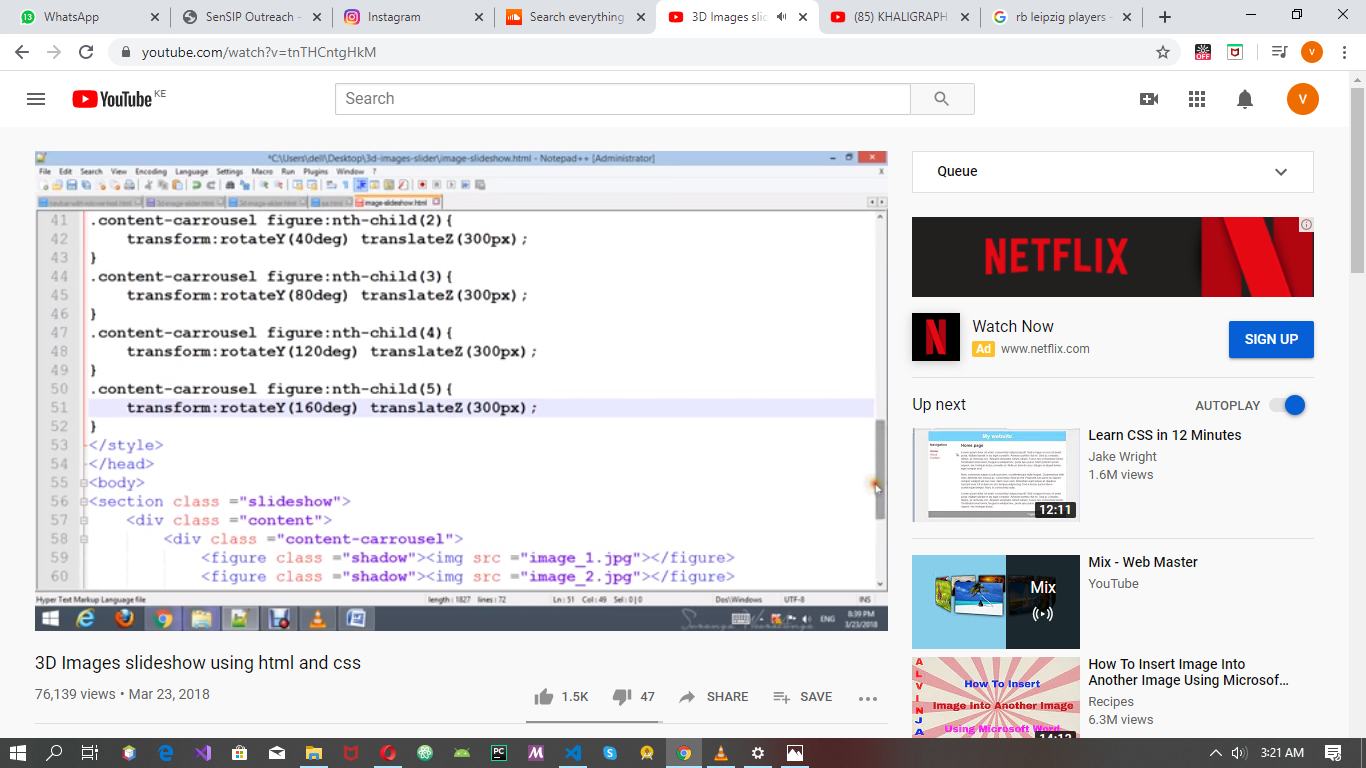 WhatsApp
SenSIP Outreach -
Instagram
Search everything
3D Images slid
(85) KHALIGRAPH
rb leipzig players -
youtube.com/watch?v=tnTHCntgHkM
OFF
V
YouTube KE
Search
V
*C:\Users\dell\Desktop\3d-images-slider\image-slideshow.html - Notepad++ [Administrator]
File Edit Search View Encoding Language Settings Macro Run Plugins Window ?
X
image-slideshow.html
41 .content-carrousel figure:nth-child(2){
42 transform:rotateY(40deg) translateZ(300px);
43 }
44 .content-carrousel figure:nth-child(3){
45 transform:rotateY(80deg) translateZ(300px);
46 }
47 .content-carrousel figure:nth-child(4){
48 transform:rotateY(120deg) translateZ(300px);
49 }
50 .content-carrousel figure:nth-child(5){
51 transform:rotateY(160deg) translateZ(300px);
52 }
53 </style>
54 </head>
55 <body>
56 <section class ="slideshow">
57 <div class ="content">
58 <div class ="content-carrousel">
59 <figure class ="shadow"><img src ="image_1.jpg"></figure>
60 <figure class ="shadow"><img src ="image_2.jpg"></figure>
Hyper Text Markup Language file length : 1827 lines : 72 Ln : 51 Col : 49 Sel : 0 | 0 Dos\Windows UTF-8 INS
ENG
8:39 PM
3/23/2018
3D Images slideshow using html and css
76,139 views • Mar 23, 2018
1.5K
47
SHARE
SAVE
Queue
NETFLIX
N
Watch Now
Ad www.netflix.com
SIGN UP
Up next
AUTOPLAY
My website
Navigation
Home page
12:11
Learn CSS in 12 Minutes
Jake Wright
1.6M views
Mix
Mix - Web Master
YouTube
ALVINJA
How To Insert
Image Into Another Image
Using Microsoft Word
14:13
How To Insert Image Into
Another Image Using Microsof...
Recipes
6.3M views
PC
3:21 AM